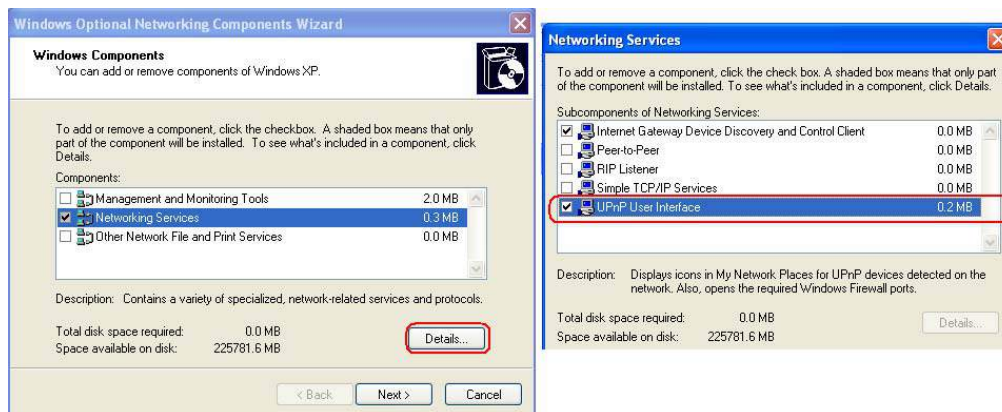 Windows Optional Networking Components Wizard
Windows Components
You can add or remove components of Windows XP.
To add or remove a component, click the checkbox. A shaded box means that only
part of the component will be installed. To see what's included in a component, click
Details.
Components:
Management and Monitoring Tools 2.0 MB
Networking Services 0.3 MB
Other Network File and Print Services 0.0 MB
Description: Contains a variety of specialized, network-related services and protocols.
Total disk space required: 0.0 MB
Space available on disk: 225781.6 MB
Details...
< Back
Next >
Cancel
Networking Services
To add or remove a component, click the check box. A shaded box means that only part
of the component will be installed. To see what's included in a component, click Details.
Subcomponents of Networking Services:
Internet Gateway Device Discovery and Control Client 0.0 MB
Peer-to-Peer 0.0 MB
RIP Listener 0.0 MB
Simple TCP/IP Services 0.0 MB
UPnP User Interface 0.2 MB
Description: Displays icons in My Network Places for UPnP devices detected on the
network. Also, opens the required Windows Firewall ports.
Total disk space required: 0.0 MB
Space available on disk: 225781.6 MB
Details...